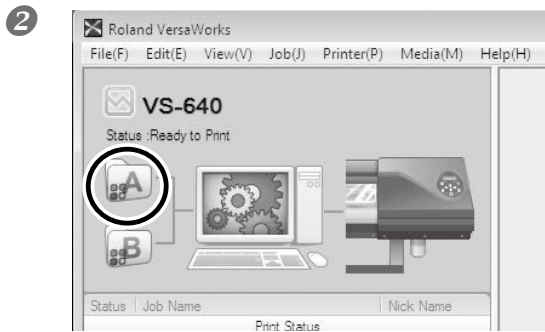 2
Roland VersaWorks
File(F) Edit(E) View(V) Job(J) Printer(P) Media(M) Help(H)
VS-640
Status :Ready to Print
A
B
Status Job Name Nick Name
Print Status